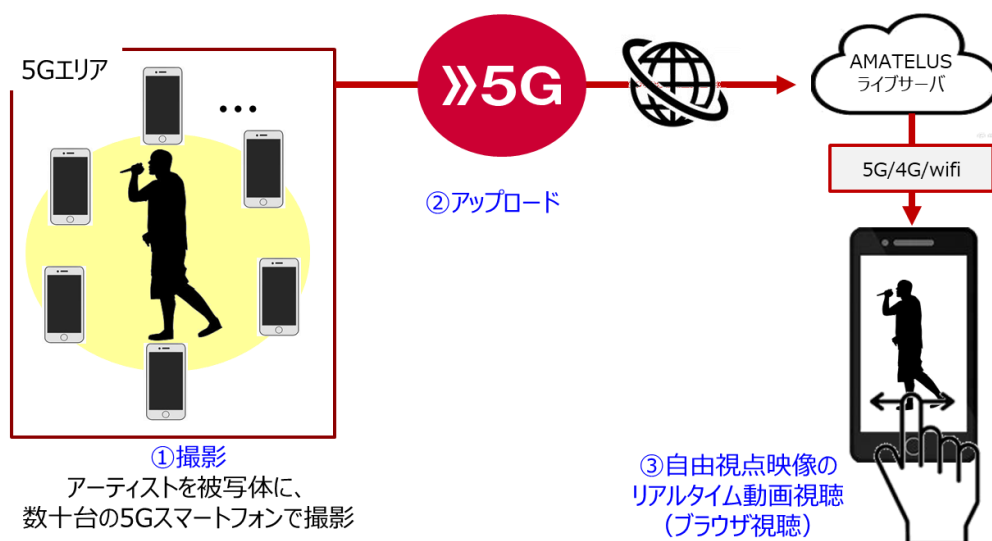 5Gエリア
•••
»5G
AMATELUS
ライブサーバ
5G/4G/wifi
②アップロード
①撮影
アーティストを被写体に、
数十台の5Gスマートフォンで撮影
③自由視点映像の
リアルタイム動画視聴
（ブラウザ視聴）